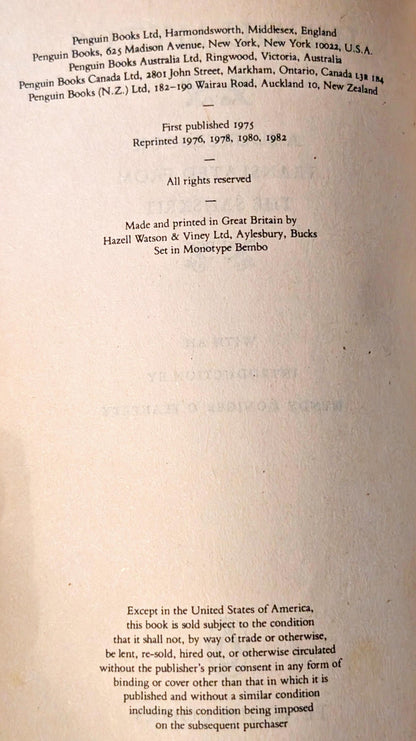 Penguin Books Ltd, Harmondsworth, Middlesex, England
Penguin Books, 625 Madison Avenue, New York, New York 10022, U.S.A.
Penguin Books Australia Ltd, Ringwood, Victoria, Australia
Penguin Books Canada Ltd, 2801 John Street, Markham, Ontario, Canada L3R 1B4
Penguin Books (N.Z.) Ltd, 182–190 Wairau Road, Auckland 10, New Zealand
—
First published 1975
Reprinted 1976, 1978, 1980, 1982
—
All rights reserved
—
Made and printed in Great Britain by
Hazell Watson & Viney Ltd, Aylesbury, Bucks
Set in Monotype Bembo
Except in the United States of America,
this book is sold subject to the condition
that it shall not, by way of trade or otherwise,
be lent, re-sold, hired out, or otherwise circulated
without the publisher's prior consent in any form of
binding or cover other than that in which it is
published and without a similar condition
including this condition being imposed
on the subsequent purchaser